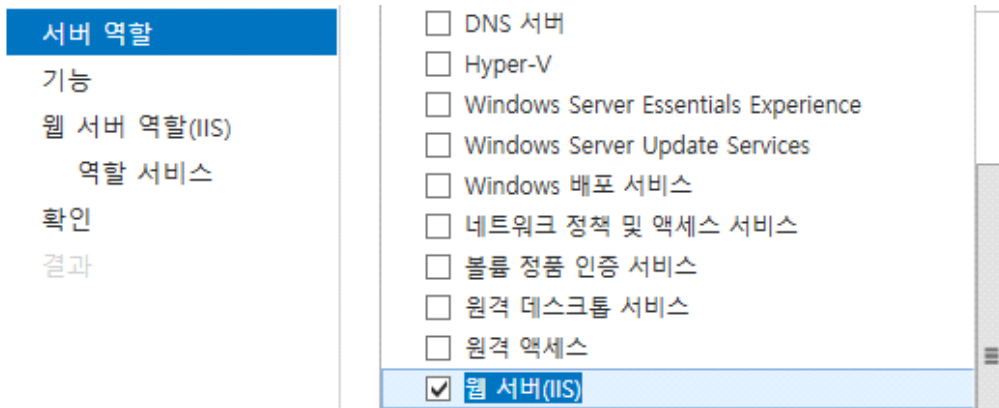 서버 역할
기능
웹 서버 역할(IIS)
역할 서비스
확인
결과
DNS 서버
Hyper-V
Windows Server Essentials Experience
Windows Server Update Services
Windows 배포 서비스
네트워크 정책 및 액세스 서비스
볼륨 정품 인증 서비스
원격 데스크톱 서비스
원격 액세스
웹 서버(IIS)